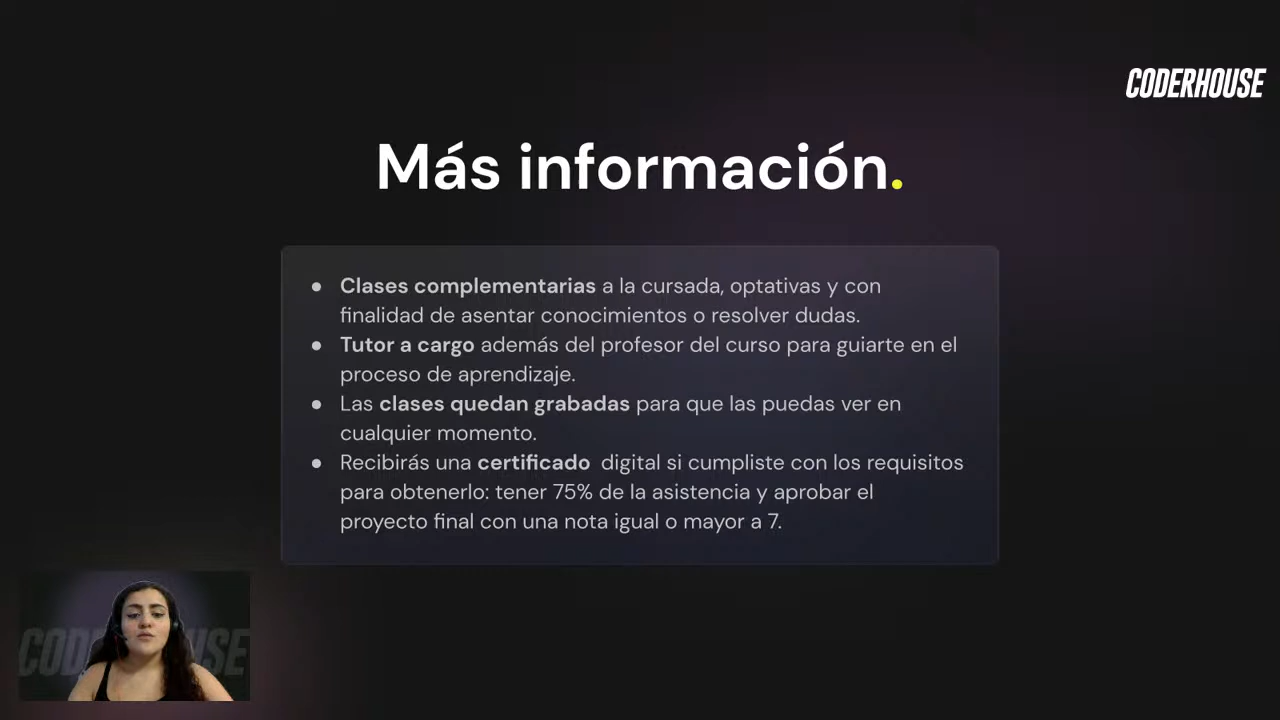 CODERHOUSE
Más información.
● Clases complementarias a la cursada, optativas y con
finalidad de asentar conocimientos o resolver dudas.
● Tutor a cargo además del profesor del curso para guiarte en el
proceso de aprendizaje.
● Las clases quedan grabadas para que las puedas ver en
cualquier momento.
● Recibirás una certificado digital si cumpliste con los requisitos
para obtenerlo: tener 75% de la asistencia y aprobar el
proyecto final con una nota igual o mayor a 7.